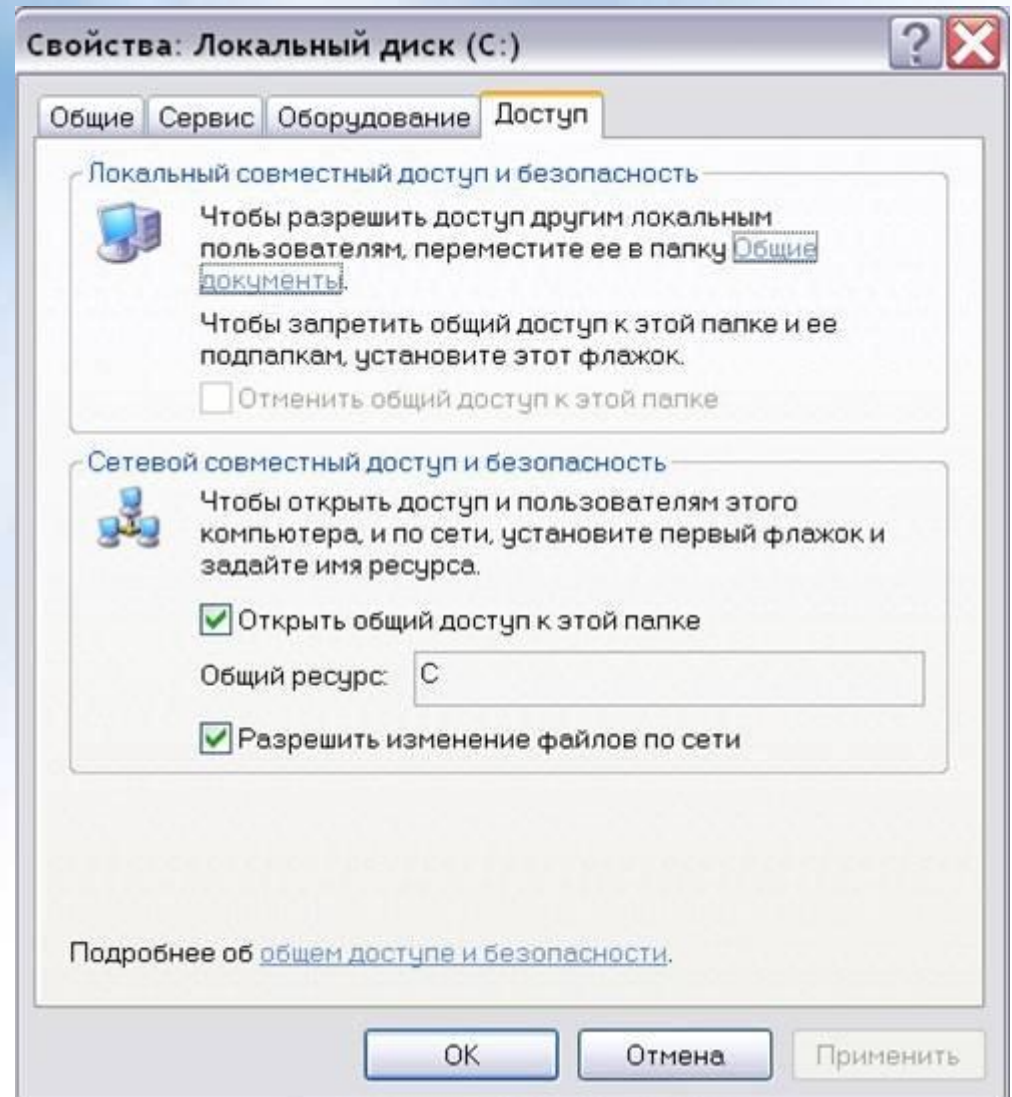 Свойства: Локальный диск (C:)
Общие Сервис Оборудование Доступ
Локальный совместный доступ и безопасность
Чтобы разрешить доступ другим локальным
пользователям, переместите ее в папку Общие
документы.
Чтобы запретить общий доступ к этой папке и ее
подпапкам, установите этот флажок.
Отменить общий доступ к этой папке
Сетевой совместный доступ и безопасность
Чтобы открыть доступ и пользователям этого
компьютера, и по сети, установите первый флажок и
задайте имя ресурса.
Открыть общий доступ к этой папке
Общий ресурс: C
Разрешить изменение файлов по сети
Подробнее об общем доступе и безопасности.
OK Отмена Применить